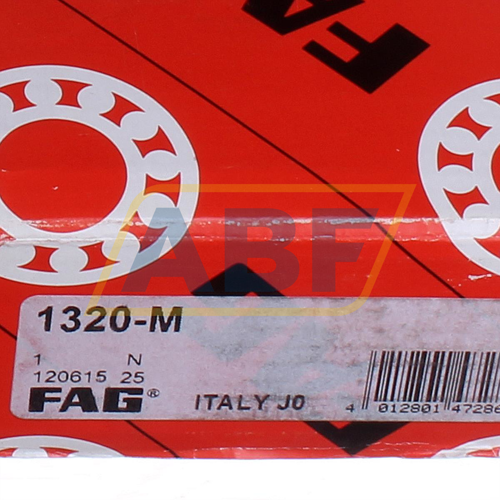 FA
ABF
1320-M
1 N
120615 25
FAG®
ITALY J0
4 012801 47286